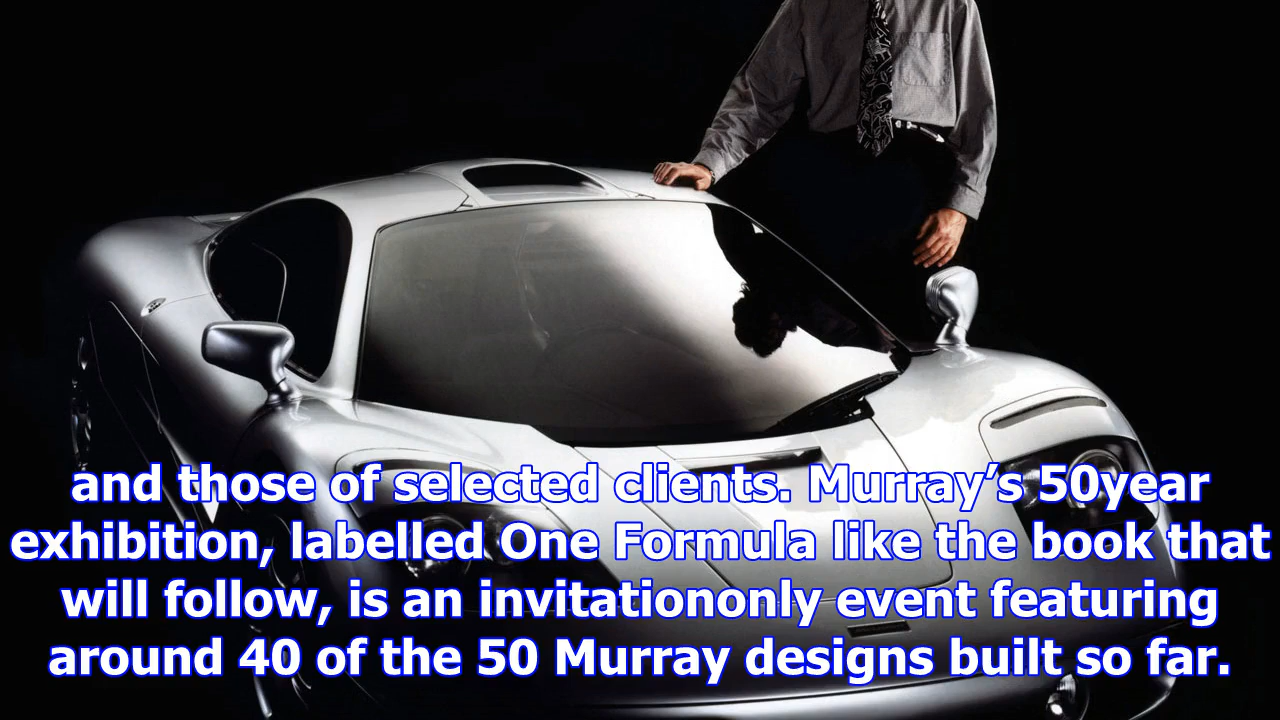 and those of selected clients. Murray’s 50year
exhibition, labelled One Formula like the book that
will follow, is an invitationonly event featuring
around 40 of the 50 Murray designs built so far.